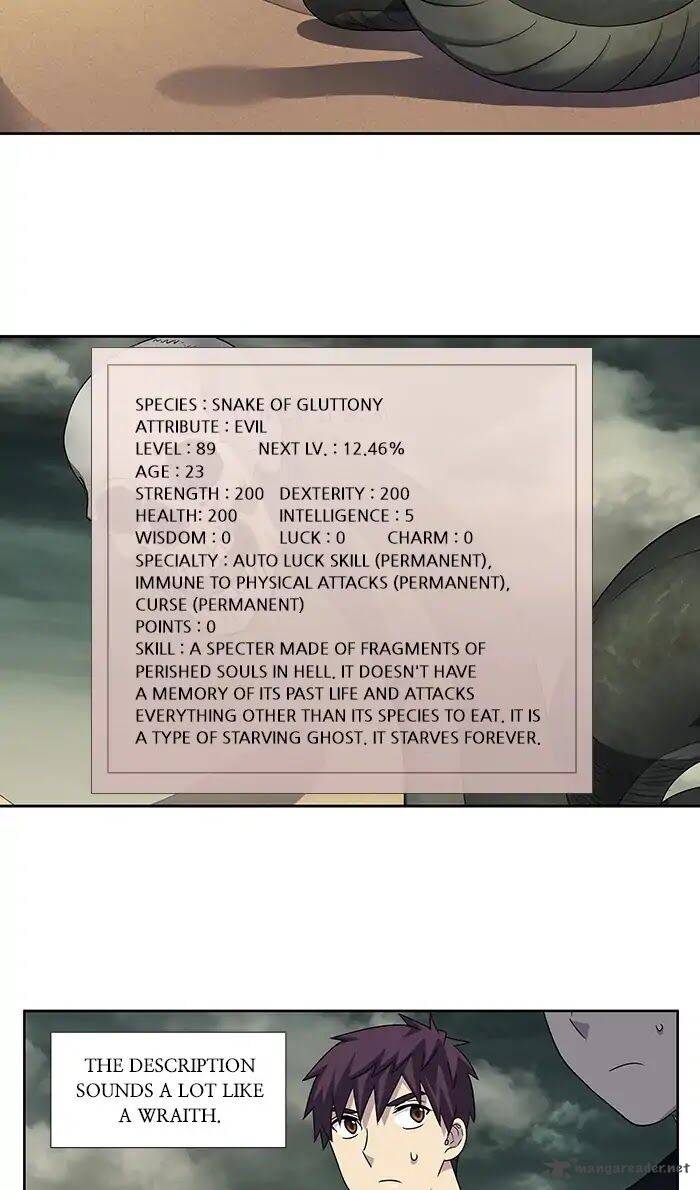 SPECIES : SNAKE OF GLUTTONY
ATTRIBUTE : EVIL
LEVEL : 89 NEXT LV. : 12.46%
AGE : 23
STRENGTH : 200 DEXTERITY : 200
HEALTH: 200 INTELLIGENCE : 5
WISDOM : 0 LUCK : 0 CHARM : 0
SPECIALTY : AUTO LUCK SKILL (PERMANENT),
IMMUNE TO PHYSICAL ATTACKS (PERMANENT),
CURSE (PERMANENT)
POINTS : 0
SKILL : A SPECTER MADE OF FRAGMENTS OF
PERISHED SOULS IN HELL. IT DOESN'T HAVE
A MEMORY OF ITS PAST LIFE AND ATTACKS
EVERYTHING OTHER THAN ITS SPECIES TO EAT. IT IS
A TYPE OF STARVING GHOST. IT STARVES FOREVER.
THE DESCRIPTION
SOUNDS A LOT LIKE
A WRAITH.
mangareader.net